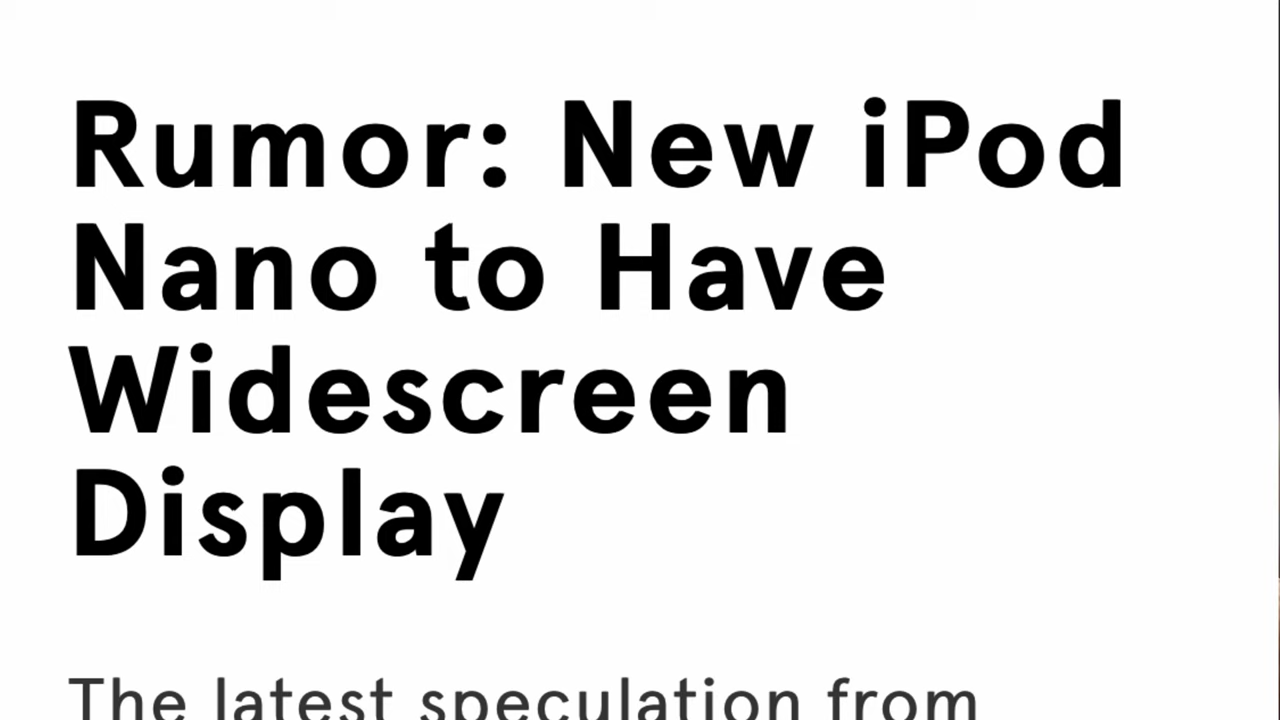 Rumor: New iPod
Nano to Have
Widescreen
Display
The latest speculation from